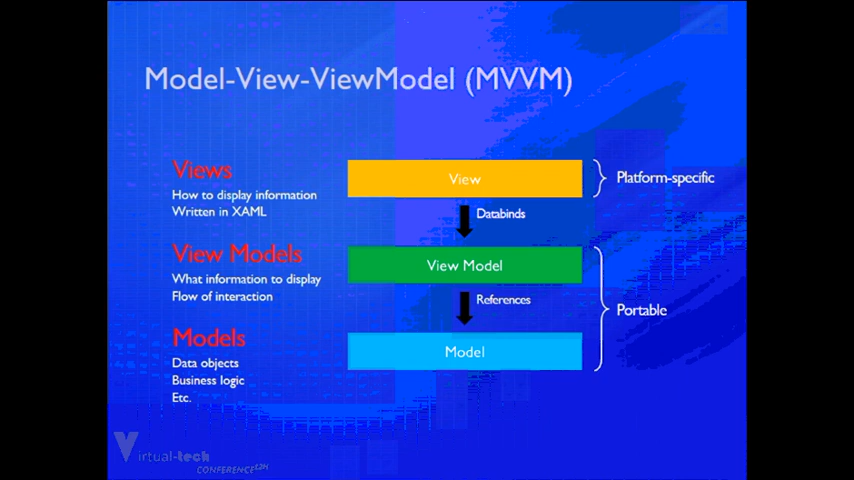 Model-View-ViewModel (MVVM)
Views
How to display information
Written in XAML
View
Platform-specific
Databinds
View Models
What information to display
Flow of interaction
View Model
References
Portable
Models
Data objects
Business logic
Etc.
Model
Virtual-tech
CONFERENCE